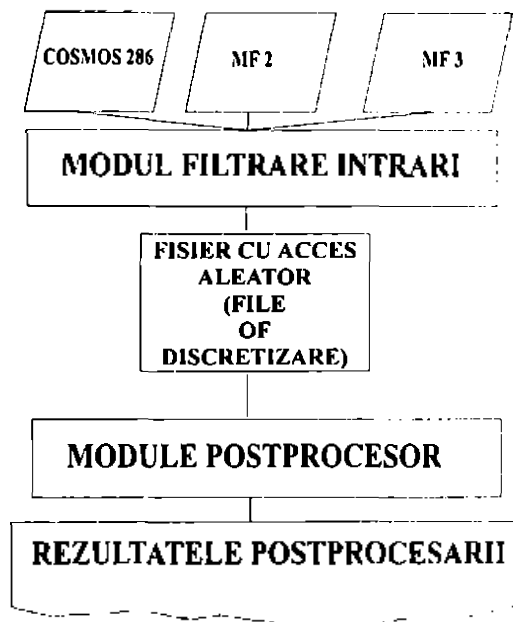 COSMOS 286
MF 2
MF 3
MODUL FILTRARE INTRARI
FISIER CU ACCES
ALEATOR
(FILE
OF
DISCRETIZARE)
MODULE POSTPROCESOR
REZULTATELE POSTPROCESARII